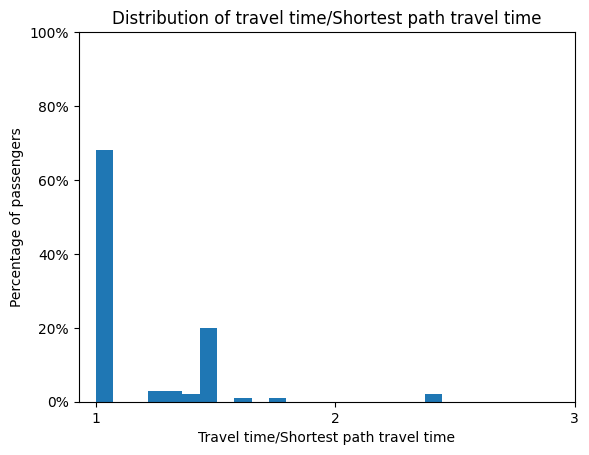 Distribution of travel time/Shortest path travel time
100%
80%
60%
40%
20%
0%
Percentage of passengers
1 2 3
Travel time/Shortest path travel time